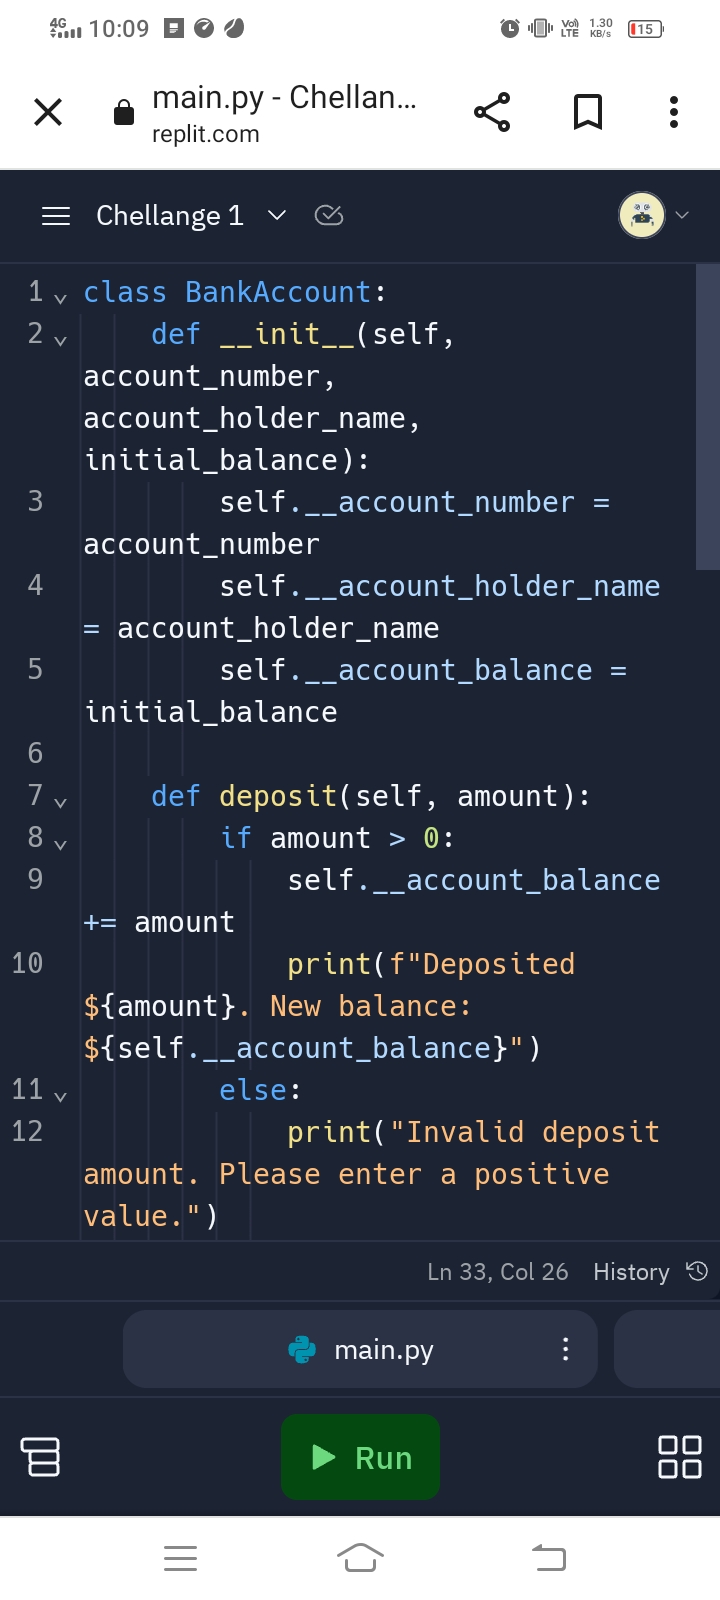 4G 10:09 Vo) LTE 1.30 KB/s 15
main.py - Chellan...
replit.com
Chellange 1
1 class BankAccount:
2     def __init__(self,
account_number,
account_holder_name,
initial_balance):
3         self.__account_number =
account_number
4         self.__account_holder_name
= account_holder_name
5         self.__account_balance =
initial_balance
6
7     def deposit(self, amount):
8         if amount > 0:
9             self.__account_balance
+= amount
10             print(f"Deposited
${amount}. New balance:
${self.__account_balance}")
11         else:
12             print("Invalid deposit
amount. Please enter a positive
value.")
Ln 33, Col 26 History
main.py
Run